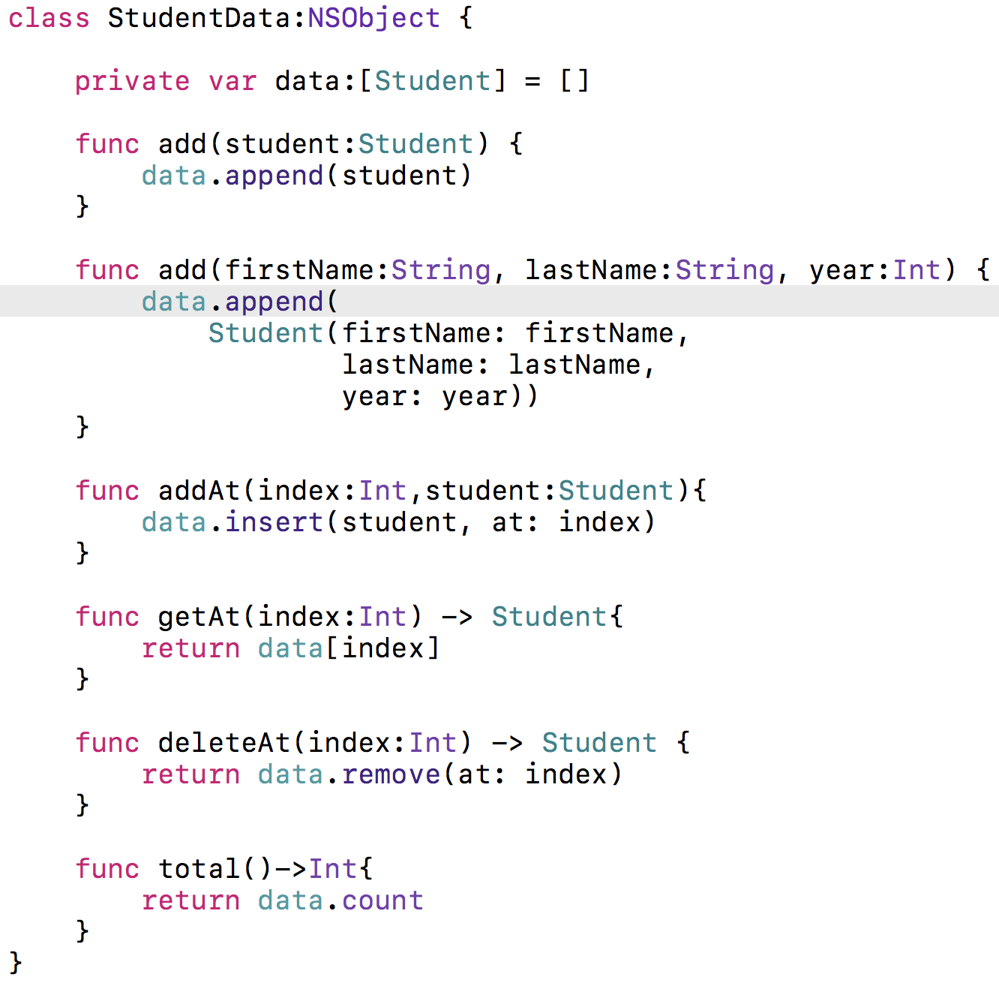 class StudentData:NSObject {

    private var data:[Student] = []

    func add(student:Student) {
        data.append(student)
    }

    func add(firstName:String, lastName:String, year:Int) {
        data.append(
            Student(firstName: firstName,
                    lastName: lastName,
                    year: year))
    }

    func addAt(index:Int,student:Student){
        data.insert(student, at: index)
    }

    func getAt(index:Int) -> Student{
        return data[index]
    }

    func deleteAt(index:Int) -> Student {
        return data.remove(at: index)
    }

    func total()->Int{
        return data.count
    }
}